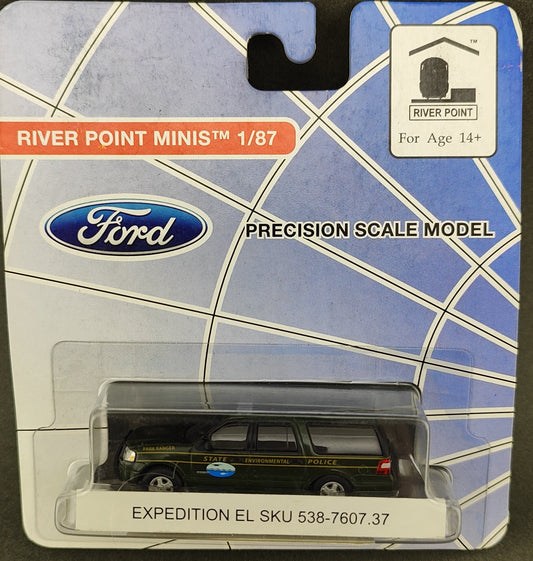 TM
RIVER POINT
For Age 14+
RIVER POINT MINIS™ 1/87
Ford
PRECISION SCALE MODEL
PARK RANGER
STATE ENVIRONMENTAL POLICE
EXPEDITION EL SKU 538-7607.37